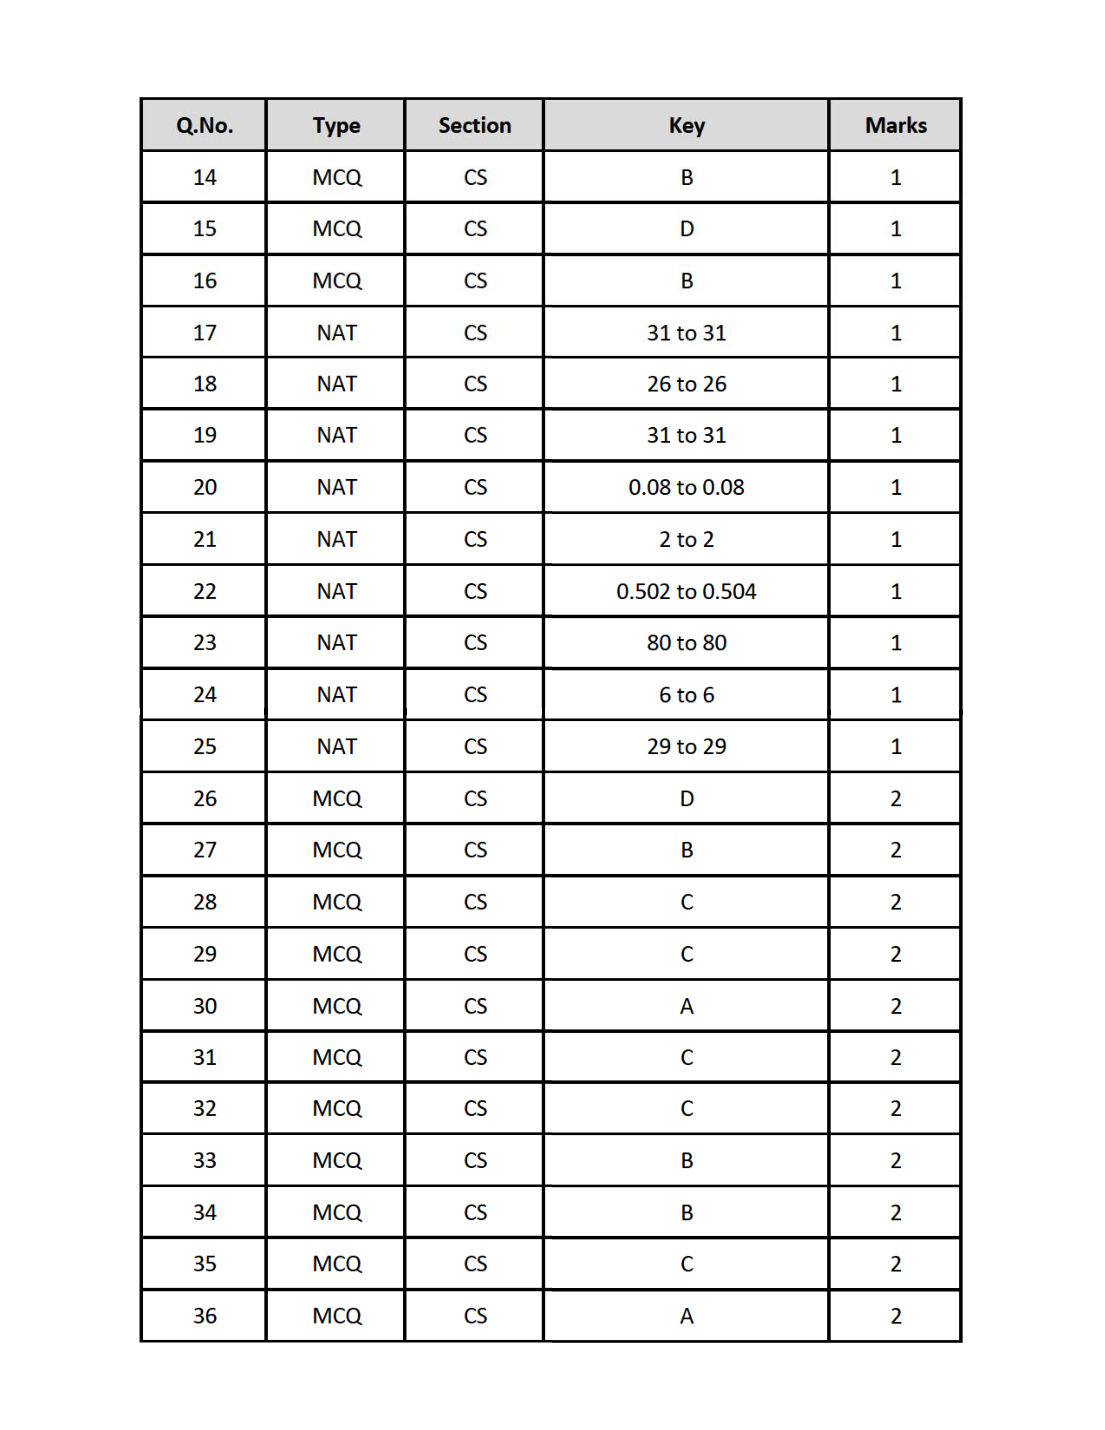 Q.No. Type Section Key Marks
14 MCQ CS B 1
15 MCQ CS D 1
16 MCQ CS B 1
17 NAT CS 31 to 31 1
18 NAT CS 26 to 26 1
19 NAT CS 31 to 31 1
20 NAT CS 0.08 to 0.08 1
21 NAT CS 2 to 2 1
22 NAT CS 0.502 to 0.504 1
23 NAT CS 80 to 80 1
24 NAT CS 6 to 6 1
25 NAT CS 29 to 29 1
26 MCQ CS D 2
27 MCQ CS B 2
28 MCQ CS C 2
29 MCQ CS C 2
30 MCQ CS A 2
31 MCQ CS C 2
32 MCQ CS C 2
33 MCQ CS B 2
34 MCQ CS B 2
35 MCQ CS C 2
36 MCQ CS A 2